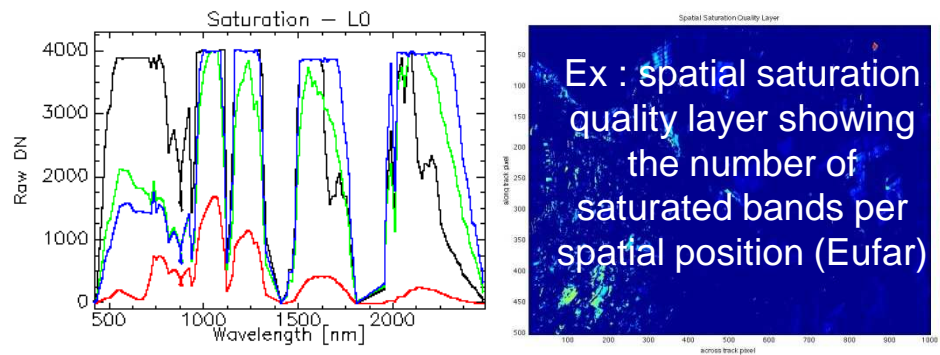 Saturation – L0
Raw DN
4000
3000
2000
1000
0
500
1000
1500
2000
Wavelength [nm]
Spatial Saturation Quality Layer
along track pixel
50
100
150
200
250
300
350
400
450
500
100
200
300
400
500
600
700
800
900
1000
across track pixel
Ex : spatial saturation
quality layer showing
the number of
saturated bands per
spatial position (Eufar)